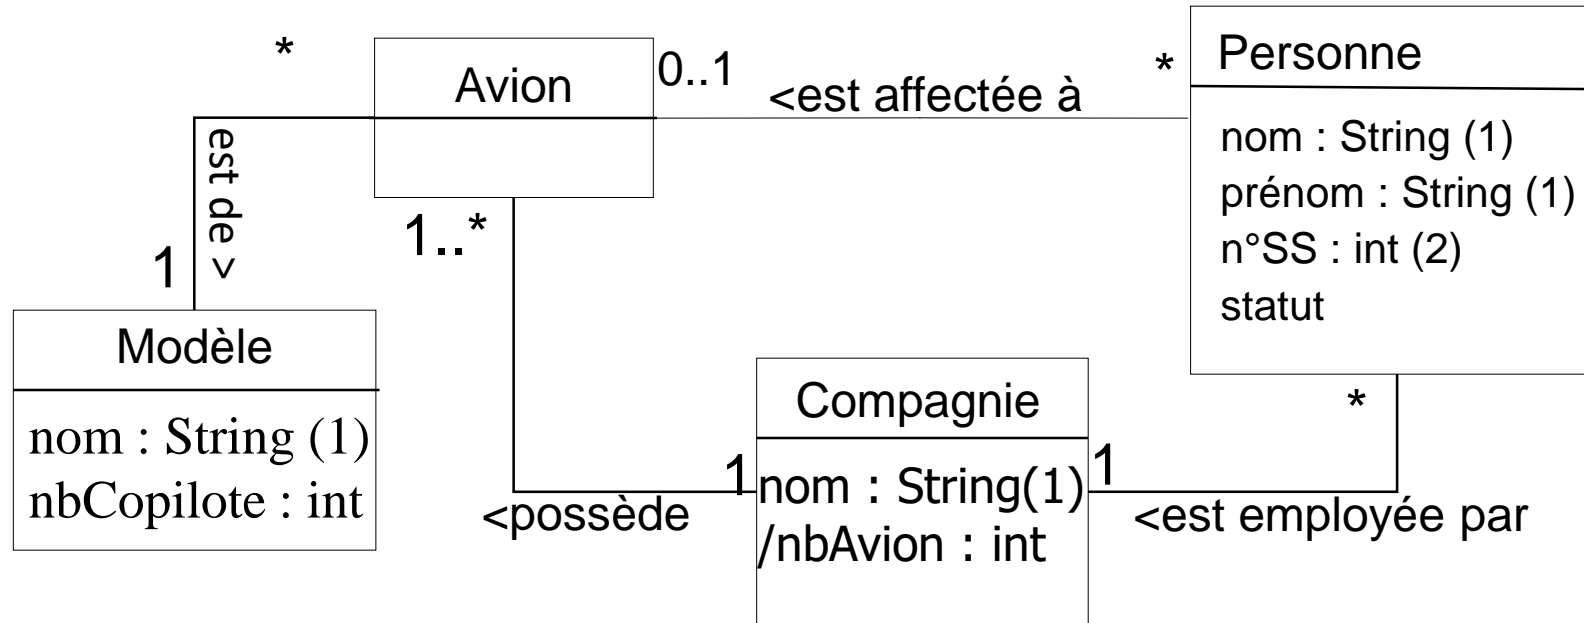 *
Avion
0..1
<est affectée à
*
Personne
nom : String (1)
prénom : String (1)
n°SS : int (2)
statut
est de >
1
1..*
Modèle
nom : String (1)
nbCopilote : int
Compagnie
1
nom : String(1)
/nbAvion : int
1
*
<possède
<est employée par